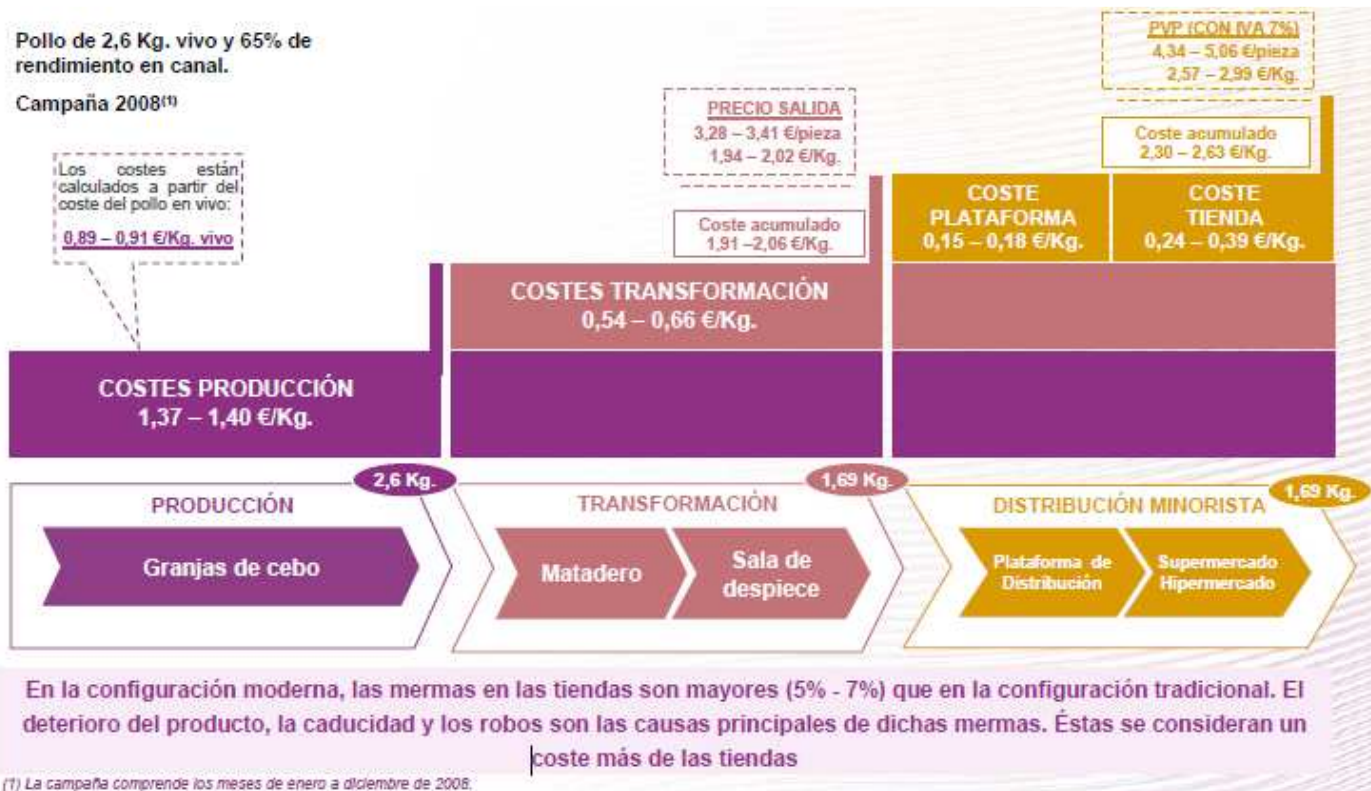 Pollo de 2,6 Kg. vivo y 65% de
rendimiento en canal.
Campaña 2008(1)
Los costes están
calculados a partir del
coste del pollo en vivo:
0,89 – 0,91 €/Kg. vivo
PRECIO SALIDA
3,28 – 3,41 €/pieza
1,94 – 2,02 €/Kg.
Coste acumulado
1,91 –2,06 €/Kg.
PVP (CON IVA 7%)
4,34 – 5,06 €/pieza
2,57 – 2,99 €/Kg.
Coste acumulado
2,30 – 2,63 €/Kg.
COSTE
PLATAFORMA
0,15 – 0,18 €/Kg.
COSTE
TIENDA
0,24 – 0,39 €/Kg.
COSTES TRANSFORMACIÓN
0,54 – 0,66 €/Kg.
COSTES PRODUCCIÓN
1,37 – 1,40 €/Kg.
2,6 Kg.
1,69 Kg.
1,69 Kg.
PRODUCCIÓN
TRANSFORMACIÓN
DISTRIBUCIÓN MINORISTA
Granjas de cebo
Matadero
Sala de
despiece
Plataforma de
Distribución
Supermercado
Hipermercado
En la configuración moderna, las mermas en las tiendas son mayores (5% - 7%) que en la configuración tradicional. El
deterioro del producto, la caducidad y los robos son las causas principales de dichas mermas. Éstas se consideran un
coste más de las tiendas
(1) La campaña comprende los meses de enero a diciembre de 2008.